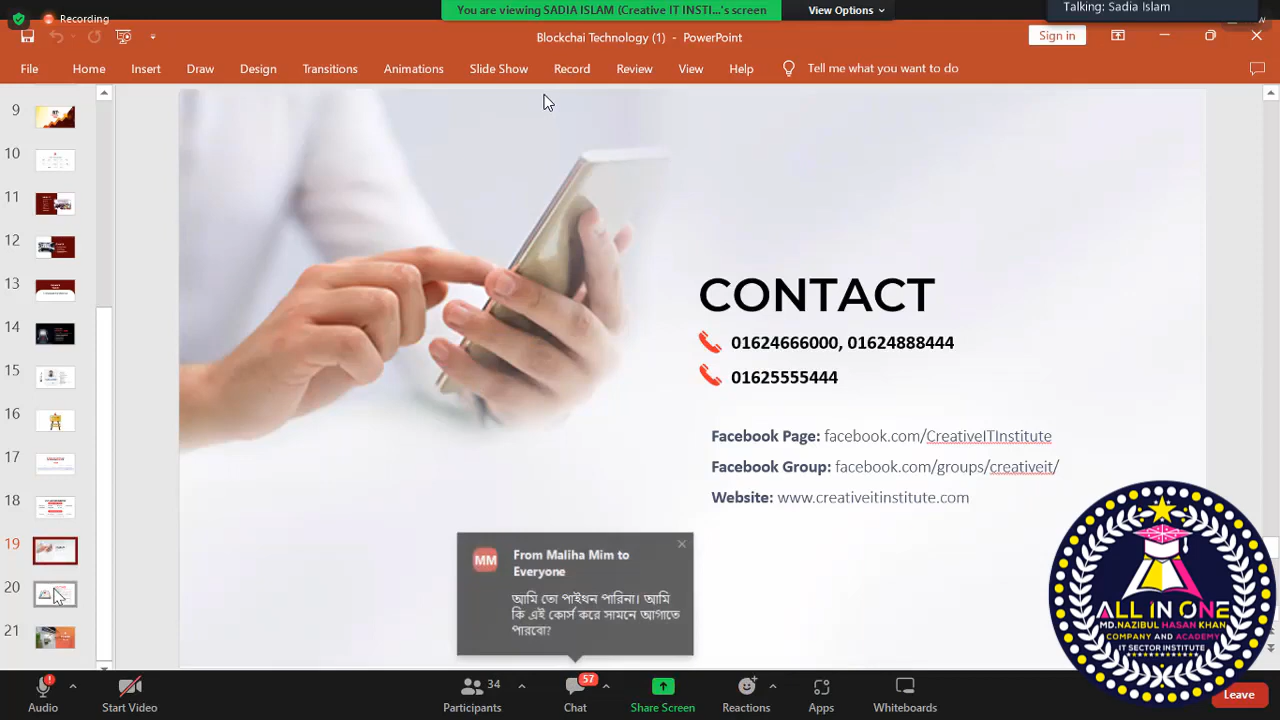 Recording
You are viewing SADIA ISLAM (Creative IT INSTI...'s screen
View Options
Talking: Sadia Islam
Blockchai Technology (1) - PowerPoint
Sign in
File
Home
Insert
Draw
Design
Transitions
Animations
Slide Show
Record
Review
View
Help
Tell me what you want to do
9
10
11
12
13
14
15
16
17
18
19
20
21
CONTACT
01624666000, 01624888444
01625555444
Facebook Page: facebook.com/CreativeITInstitute
Facebook Group: facebook.com/groups/creativeit/
Website: www.creativeitinstitute.com
MM
From Maliha Mim to
Everyone
আমি তো পাইধন পারিনা। আমি
কি এই কোর্স করে সামনে আগাতে
পারবো?
ALL IN ONE
MD.NAZIBUL HASAN KHAN
COMPANY AND ACADEMY
IT SECTOR INSTITUTE
Audio
Start Video
34
Participants
57
Chat
Share Screen
Reactions
Apps
Whiteboards
Leave